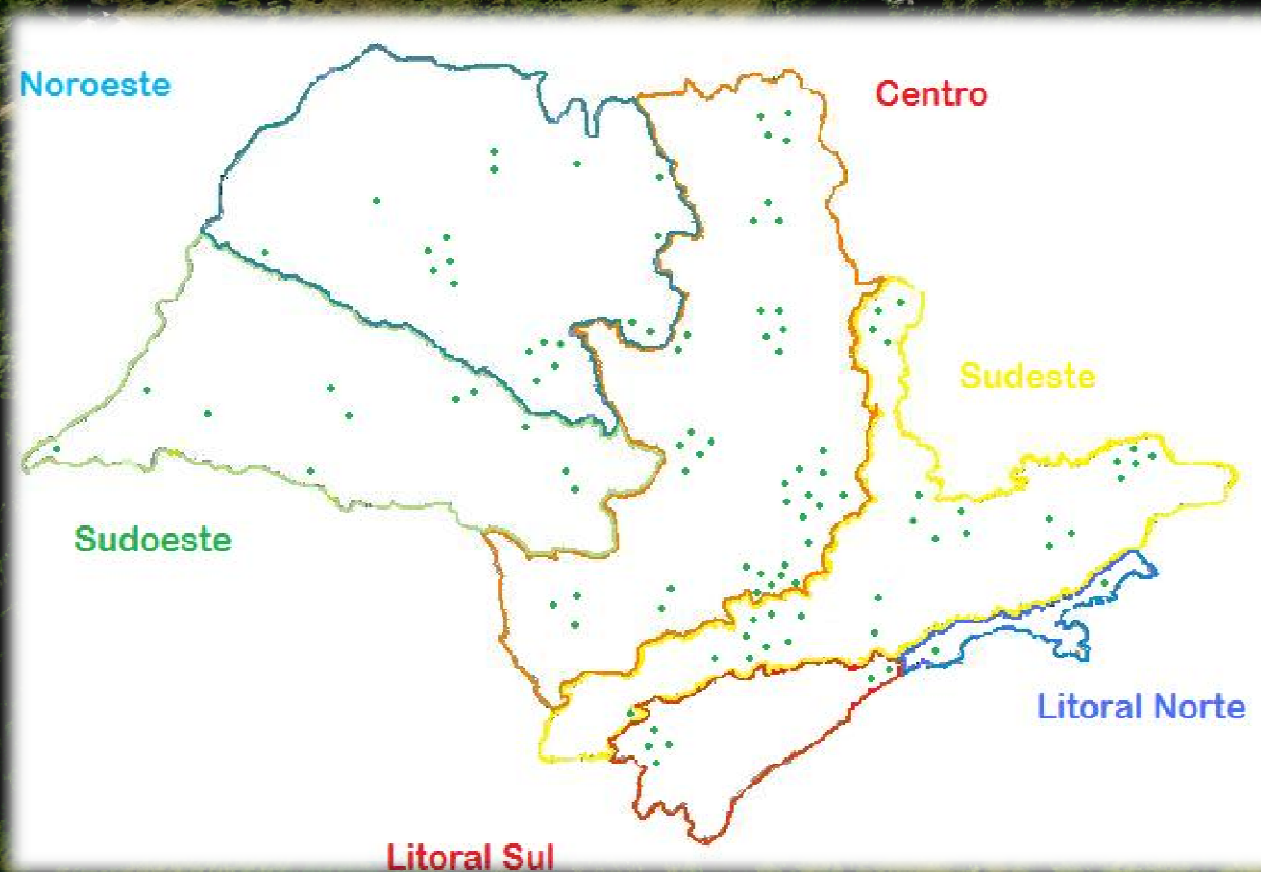 Noroeste
Centro
Sudeste
Sudoeste
Litoral Norte
Litoral Sul